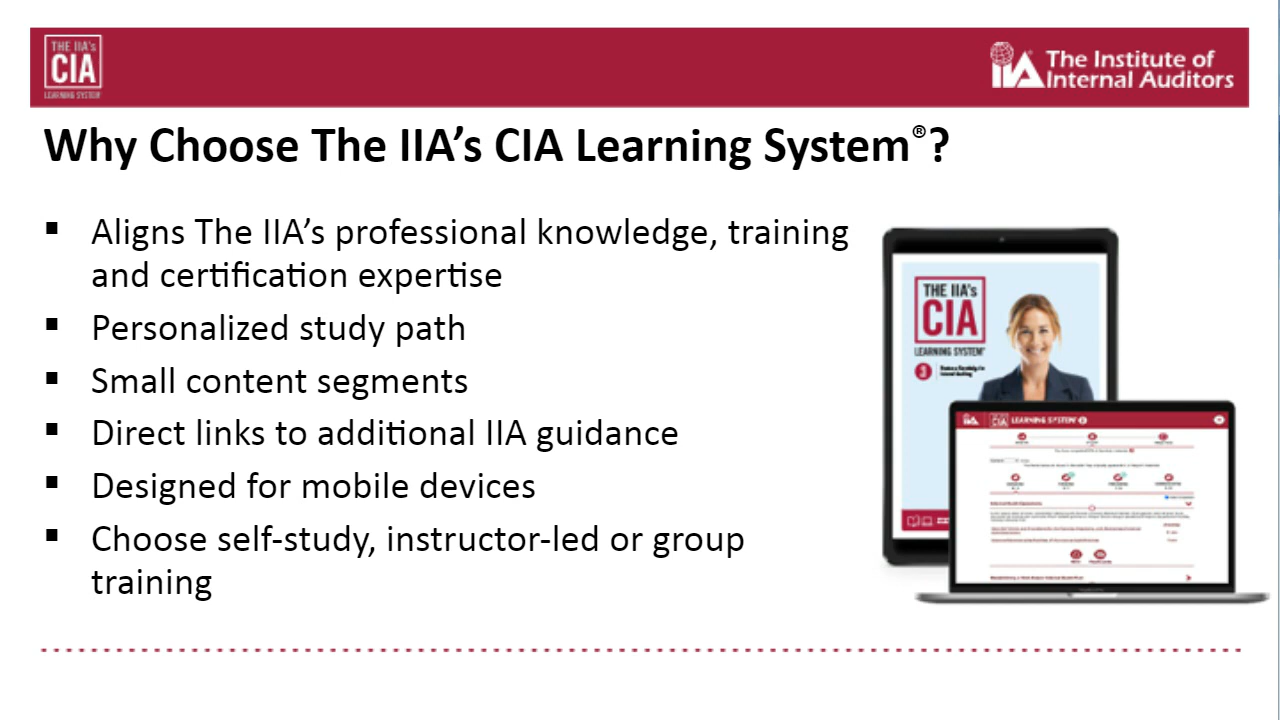 THE IIA's
CIA
LEARNING SYSTEM®
The Institute of
Internal Auditors
Why Choose The IIA’s CIA Learning System®?
▪ Aligns The IIA’s professional knowledge, training
and certification expertise
▪ Personalized study path
▪ Small content segments
▪ Direct links to additional IIA guidance
▪ Designed for mobile devices
▪ Choose self-study, instructor-led or group
training
THE IIA's
CIA
LEARNING SYSTEM®
3
IIA CIA LEARNING SYSTEM